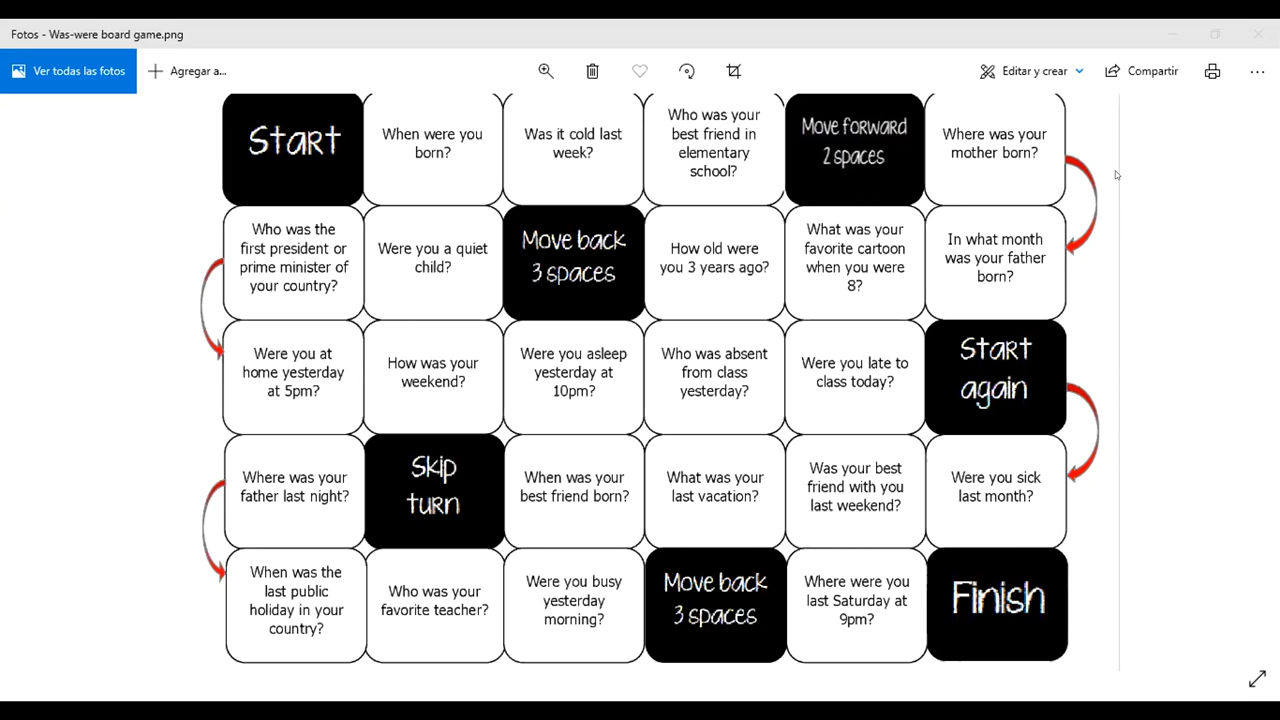 Fotos - Was-were board game.png
Ver todas las fotos
Agregar a...
Editar y crear
Compartir
Start
When were you
born?
Was it cold last
week?
Who was your
best friend in
elementary
school?
Move forward
2 spaces
Where was your
mother born?
Who was the
first president or
prime minister of
your country?
Were you a quiet
child?
Move back
3 spaces
How old were
you 3 years ago?
What was your
favorite cartoon
when you were
8?
In what month
was your father
born?
Were you at
home yesterday
at 5pm?
How was your
weekend?
Were you asleep
yesterday at
10pm?
Who was absent
from class
yesterday?
Were you late to
class today?
Start
again
Where was your
father last night?
Skip
turn
When was your
best friend born?
What was your
last vacation?
Was your best
friend with you
last weekend?
Were you sick
last month?
When was the
last public
holiday in your
country?
Who was your
favorite teacher?
Were you busy
yesterday
morning?
Move back
3 spaces
Where were you
last Saturday at
9pm?
Finish